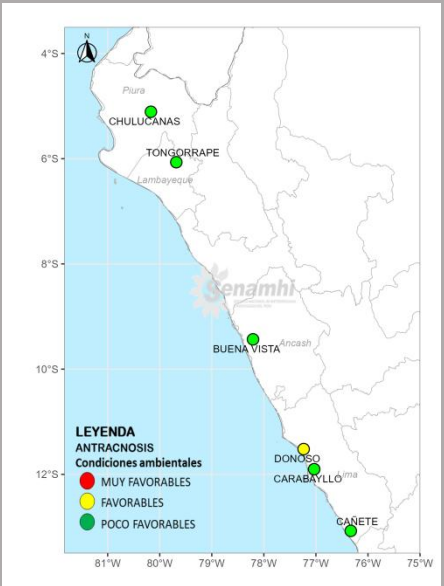 N
4°S
Piura
CHULUCANAS
TONGORRAPE
6°S
Lambayeque
8°S
Senamhi
BUENA VISTA
Ancash
10°S
LEYENDA
ANTRACNOSIS
Condiciones ambientales
MUY FAVORABLES
FAVORABLES
POCO FAVORABLES
DONOSO
12°S
CARABAYLLO
Lima
CAÑETE
81°W
80°W
79°W
78°W
77°W
76°W
75°W